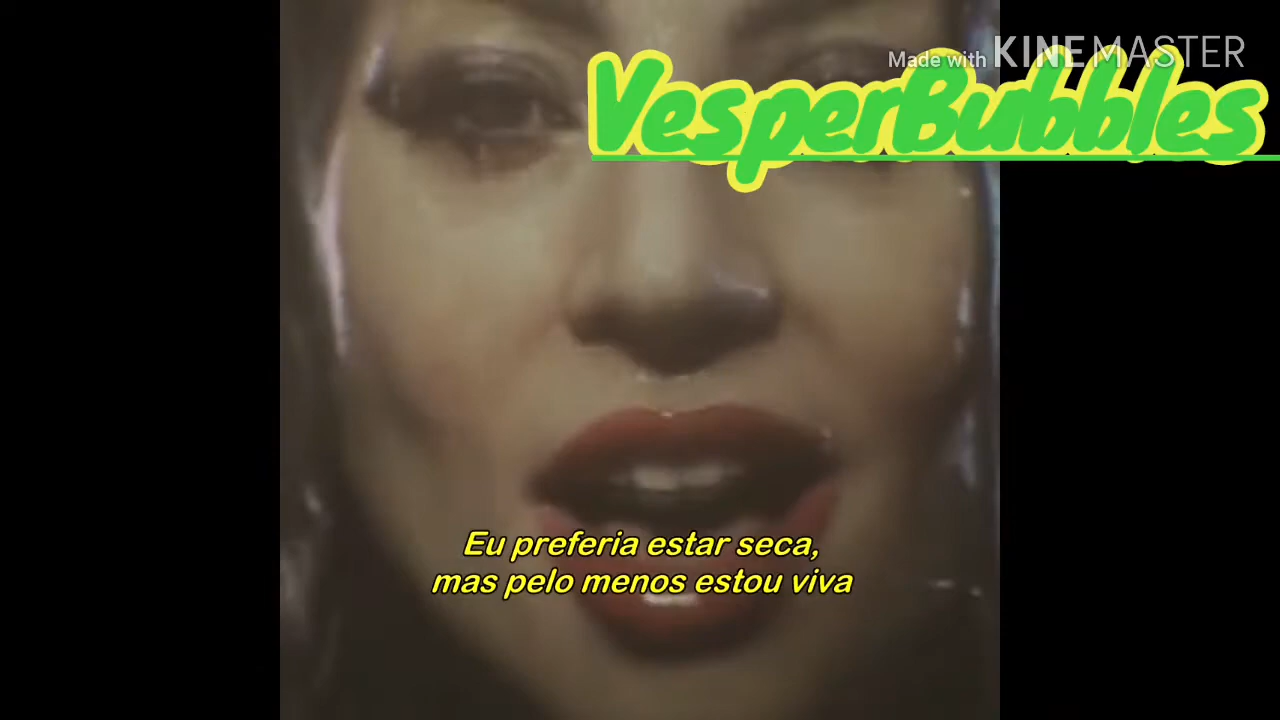 Made with KINEMASTER
VesperBubbles
Eu preferia estar seca,
mas pelo menos estou viva